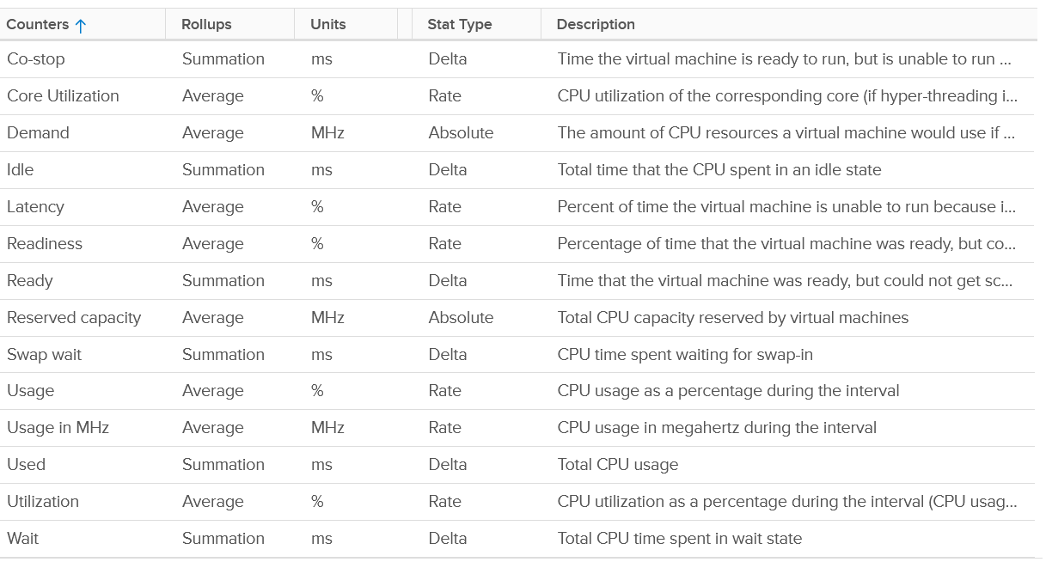 Counters Rollups Units Stat Type Description
Co-stop Summation ms Delta Time the virtual machine is ready to run, but is unable to run ...
Core Utilization Average % Rate CPU utilization of the corresponding core (if hyper-threading i...
Demand Average MHz Absolute The amount of CPU resources a virtual machine would use if ...
Idle Summation ms Delta Total time that the CPU spent in an idle state
Latency Average % Rate Percent of time the virtual machine is unable to run because i...
Readiness Average % Rate Percentage of time that the virtual machine was ready, but co...
Ready Summation ms Delta Time that the virtual machine was ready, but could not get sc...
Reserved capacity Average MHz Absolute Total CPU capacity reserved by virtual machines
Swap wait Summation ms Delta CPU time spent waiting for swap-in
Usage Average % Rate CPU usage as a percentage during the interval
Usage in MHz Average MHz Rate CPU usage in megahertz during the interval
Used Summation ms Delta Total CPU usage
Utilization Average % Rate CPU utilization as a percentage during the interval (CPU usag...
Wait Summation ms Delta Total CPU time spent in wait state